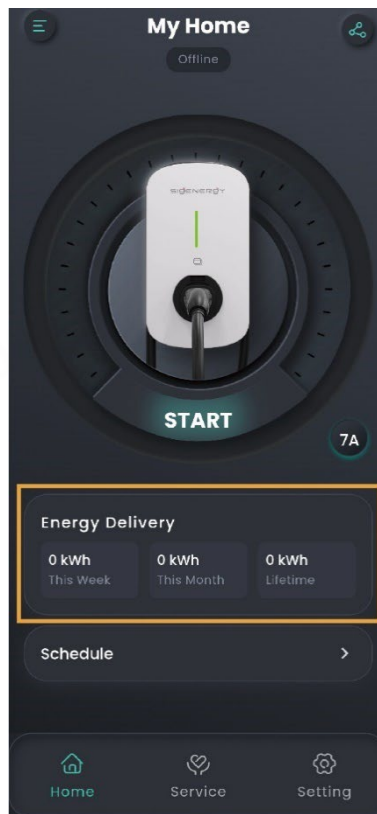 My Home
Offline
SIGENERGY
START
7A
Energy Delivery
0 kWh 0 kWh 0 kWh
This Week This Month Lifetime
Schedule
Home Service Setting